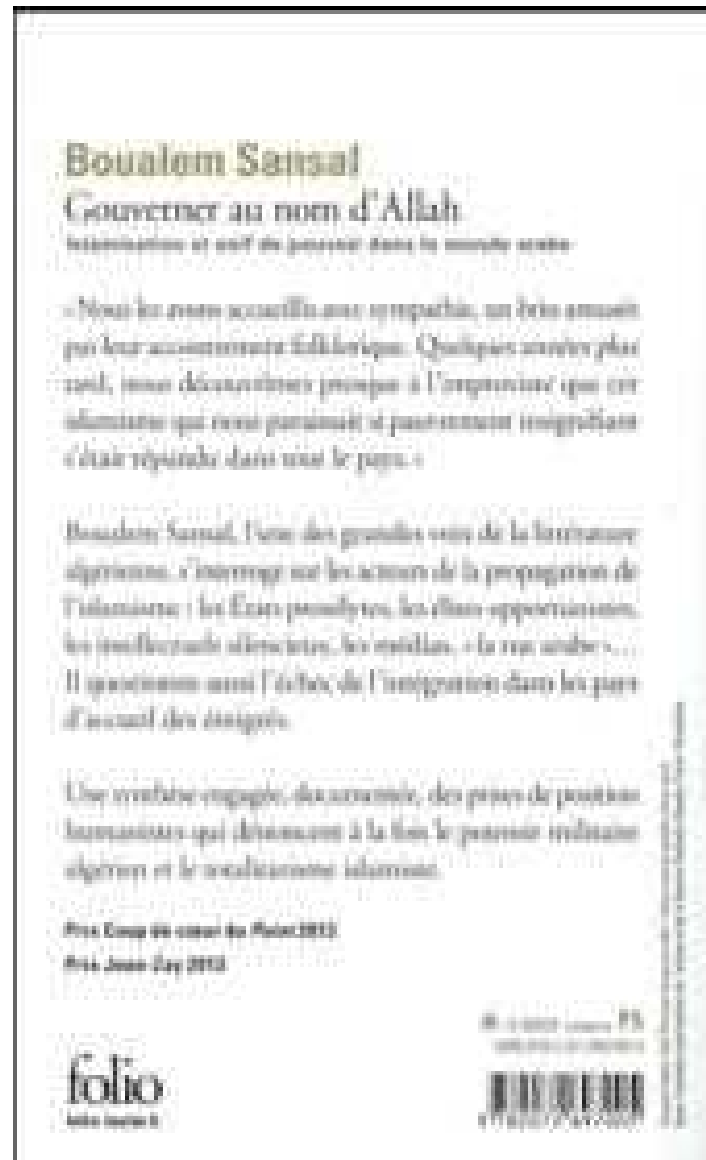 Boualem Sansal
Gouverner au nom d'Allah
Islamisation et soif de pouvoir dans le monde arabe
« Nous les avons accueillis avec sympathie, un brin amusés
par leur accoutrement folklorique. Quelques années plus
tard, nous découvrîmes presque à l'improviste que cet
islamisme qui nous paraissait si pauvrement insignifiant
s'était répandu dans tout le pays. »
Boualem Sansal, l'une des grandes voix de la littérature
algérienne, s'interroge sur les acteurs de la propagation de
l'islamisme : les États prosélytes, les élites opportunistes,
les intellectuels silencieux, les médias, « la rue arabe »…
Il questionne aussi l'échec de l'intégration dans les pays
d'accueil des émigrés.
Une synthèse engagée, documentée, des prises de position
humanistes qui dénoncent à la fois le pouvoir militaire
algérien et le totalitarisme islamiste.
Prix Coup de cœur du Point 2013
Prix Jean-Zay 2013
folio